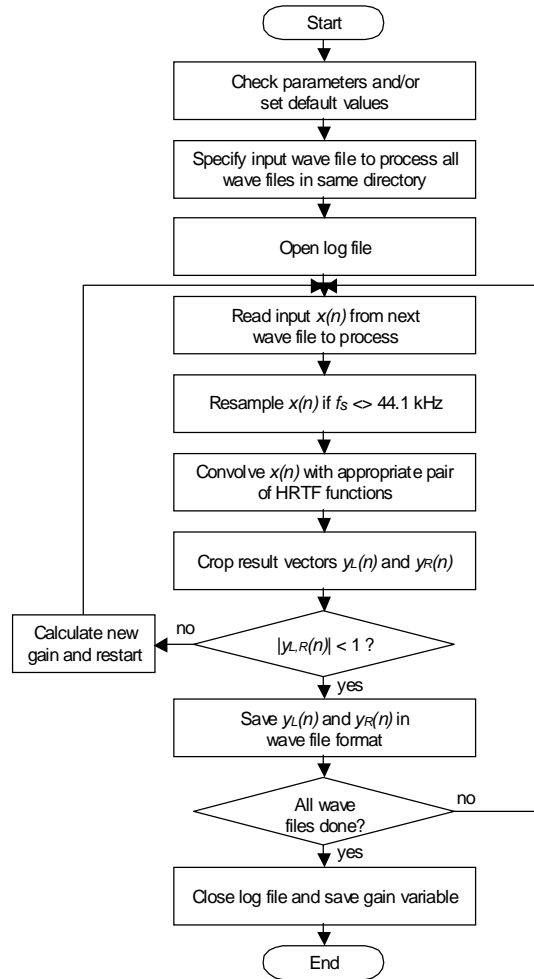 Start
Check parameters and/or
set default values
Specify input wave file to process all
wave files in same directory
Open log file
Read input x(n) from next
wave file to process
Resample x(n) if fs <> 44.1 kHz
Convolve x(n) with appropriate pair
of HRTF functions
Crop result vectors yL(n) and yR(n)
Calculate new
gain and restart
no
|yL,R(n)| < 1 ?
yes
Save yL(n) and yR(n) in
wave file format
All wave
files done?
no
yes
Close log file and save gain variable
End